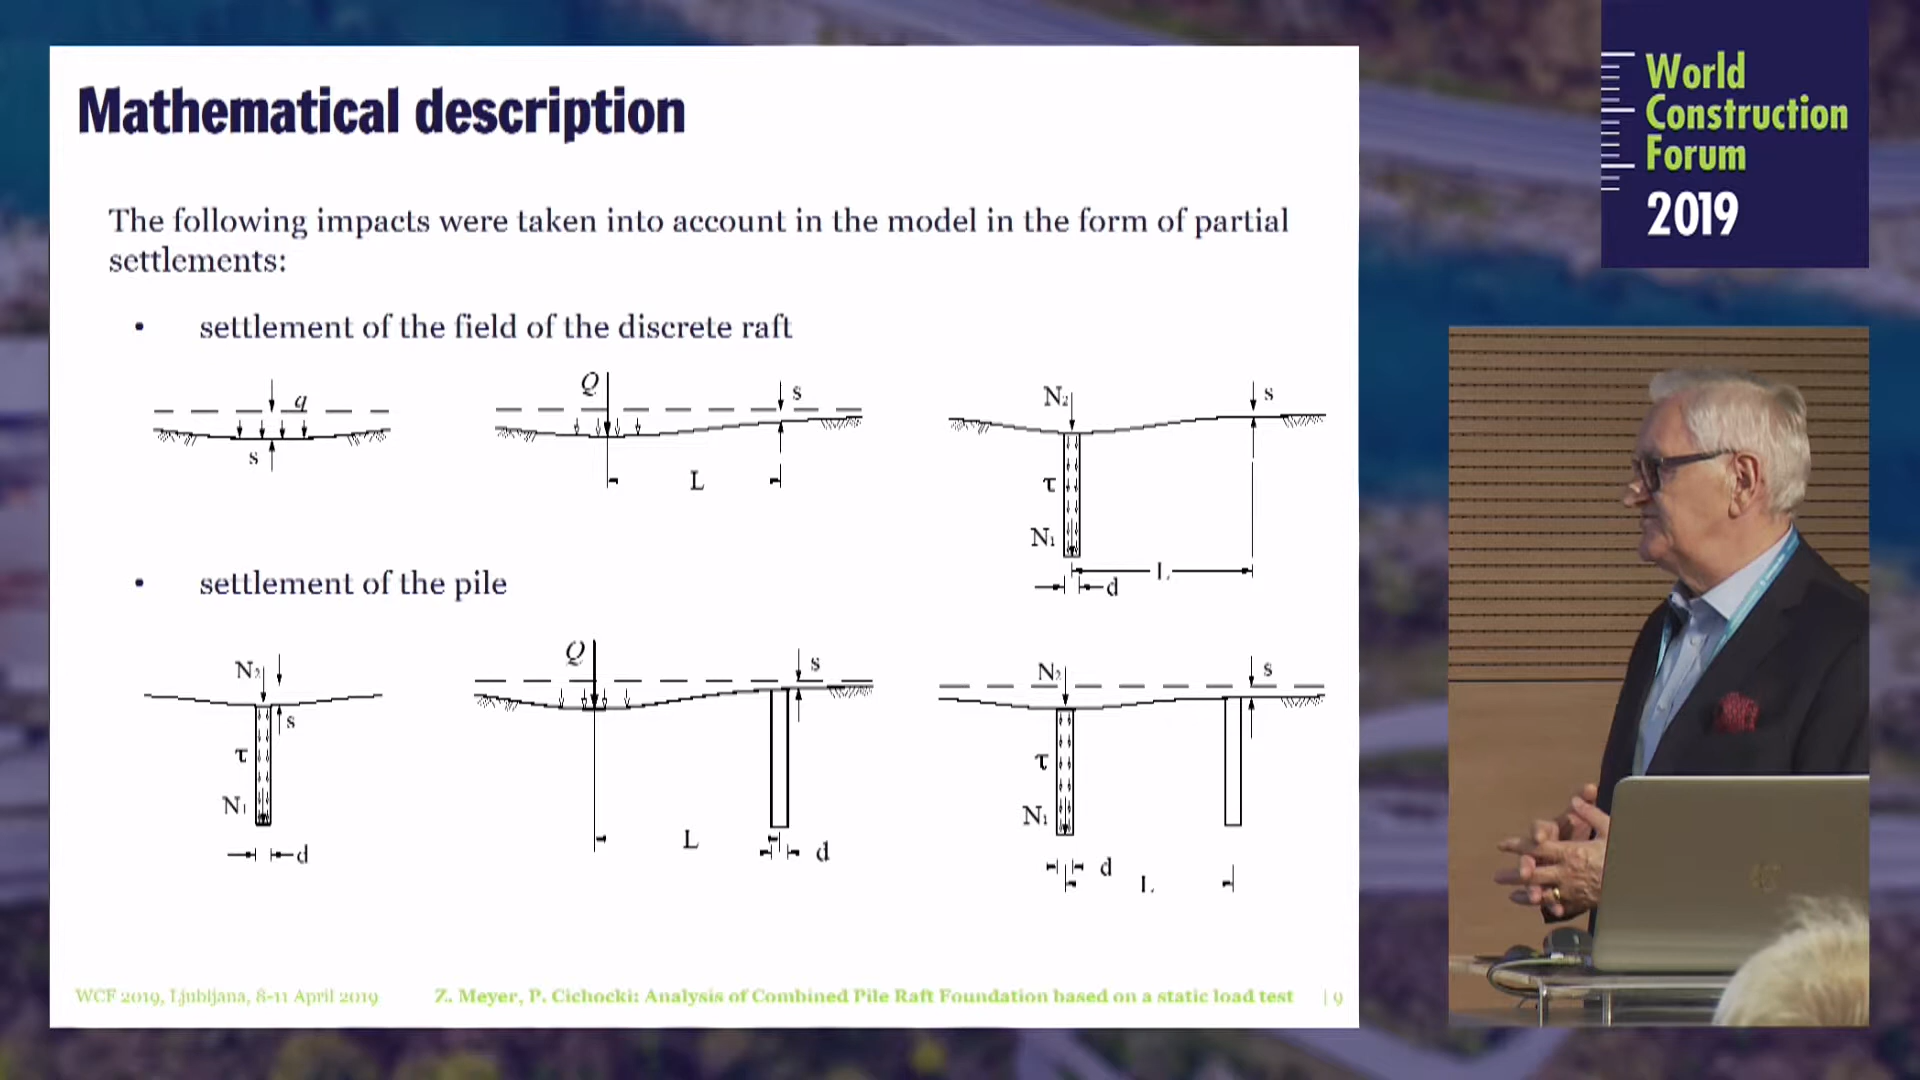 Mathematical description
The following impacts were taken into account in the model in the form of partial
settlements:
• settlement of the field of the discrete raft
q
s
Q
s
L
N₂
s
τ
N₁
L
d
• settlement of the pile
N₂
s
τ
N₁
d
Q
s
L
d
N₂
s
τ
N₁
d
L
WCF 2019, Ljubljana, 8-11 April 2019
Z. Meyer, P. Cichocki: Analysis of Combined Pile Raft Foundation based on a static load test
| 9
World
Construction
Forum
2019